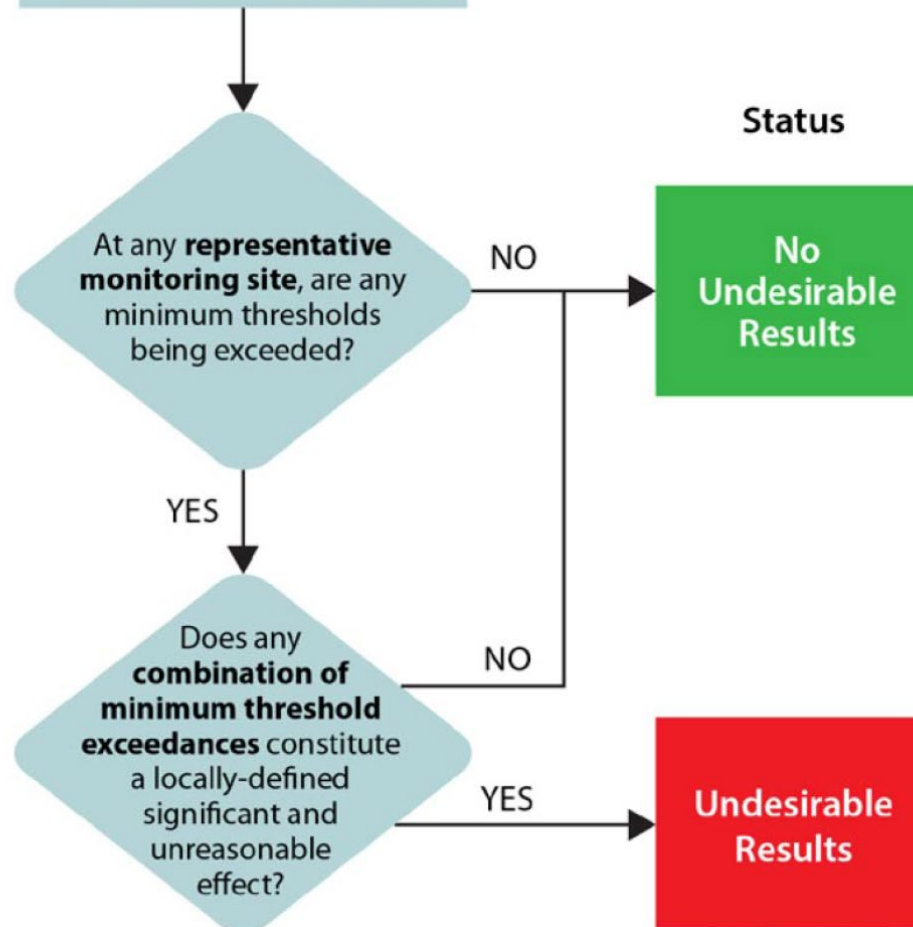 Status
At any representative
monitoring site, are any
minimum thresholds
being exceeded?
NO
No
Undesirable
Results
YES
Does any
combination of
minimum threshold
exceedances constitute
a locally-defined
significant and
unreasonable
effect?
NO
YES
Undesirable
Results